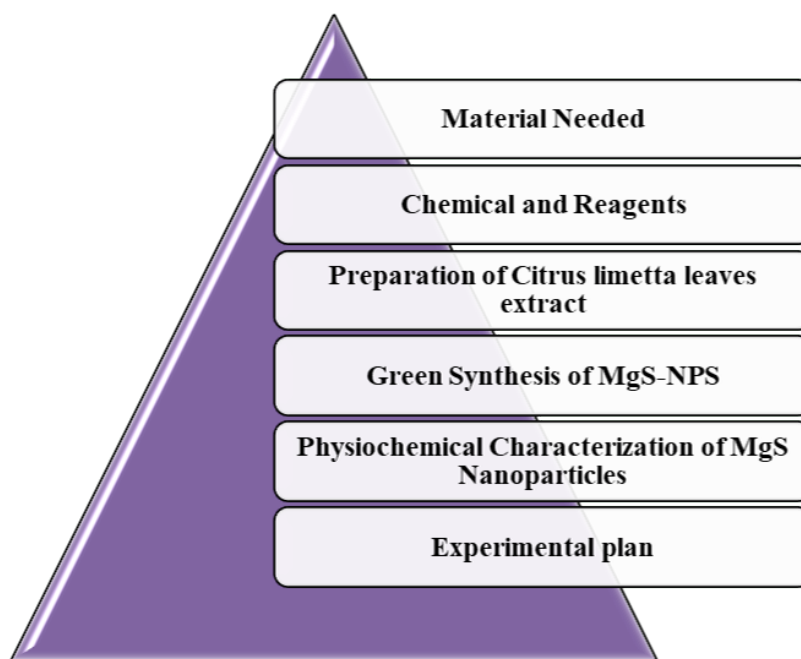 Material Needed
Chemical and Reagents
Preparation of Citrus limetta leaves
extract
Green Synthesis of MgS-NPS
Physiochemical Characterization of MgS
Nanoparticles
Experimental plan